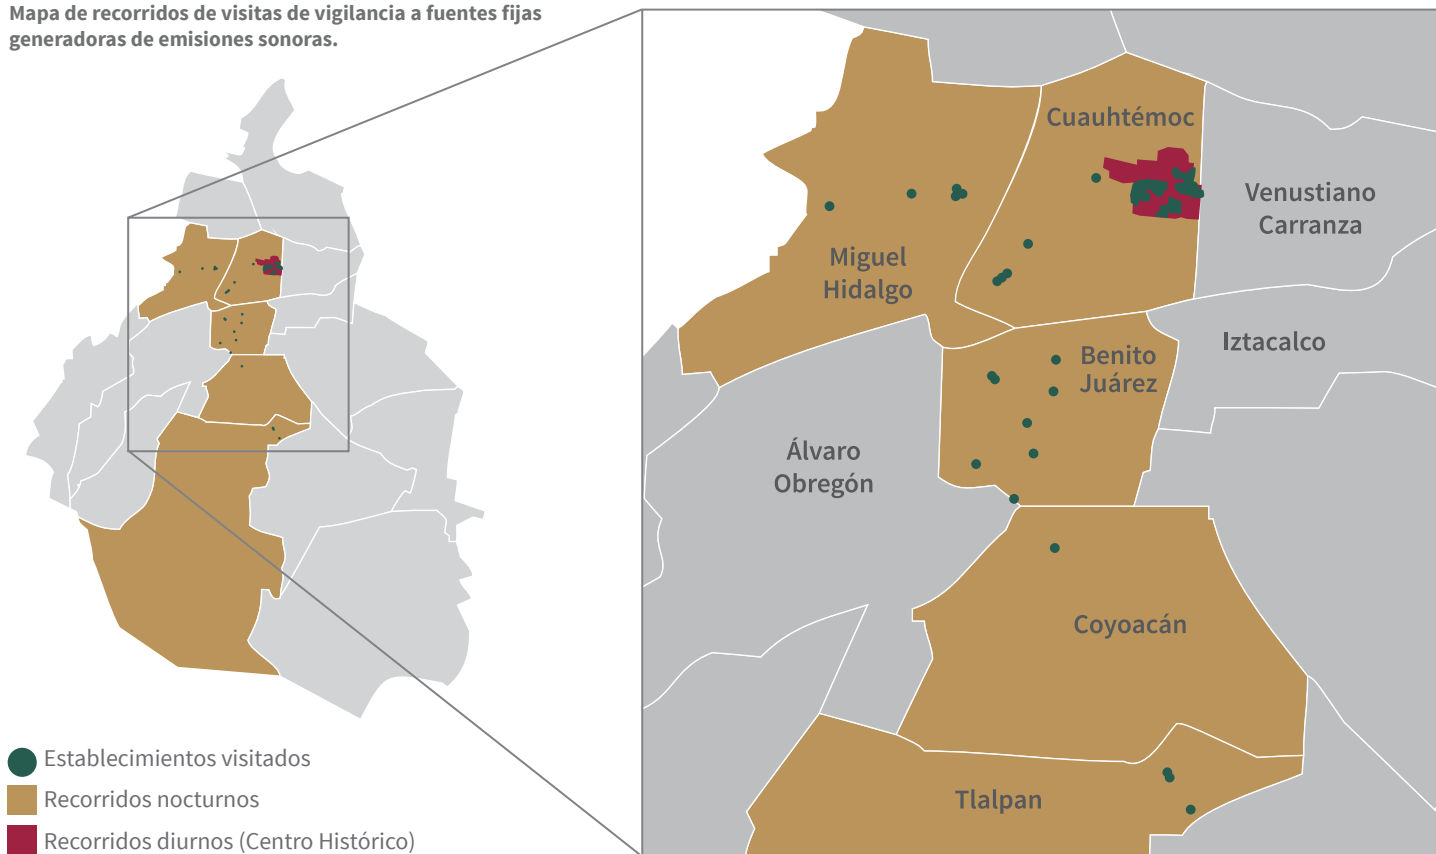 Mapa de recorridos de visitas de vigilancia a fuentes fijas
generadoras de emisiones sonoras.
Cuauhtémoc
Venustiano
Carranza
Miguel
Hidalgo
Iztacalco
Benito
Juárez
Álvaro
Obregón
Coyoacán
Tlalpan
Establecimientos visitados
Recorridos nocturnos
Recorridos diurnos (Centro Histórico)